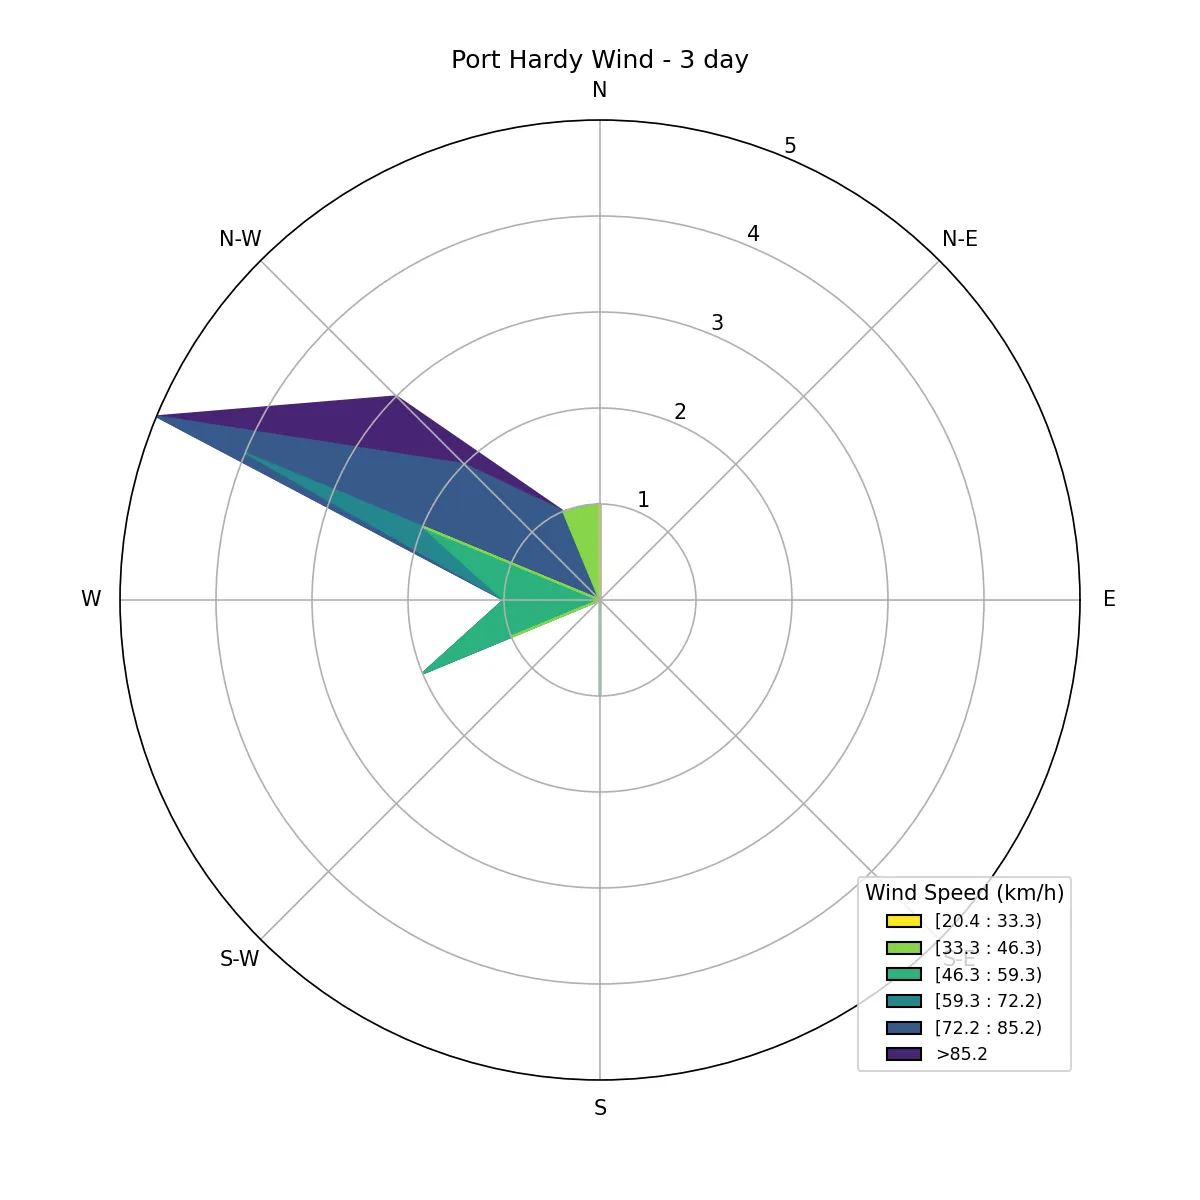 Port Hardy Wind - 3 day
N
5
N-W
4
N-E
3
2
1
W
E
S-W
S-E
S
Wind Speed (km/h)
[20.4 : 33.3)
[33.3 : 46.3)
[46.3 : 59.3)
[59.3 : 72.2)
[72.2 : 85.2)
>85.2